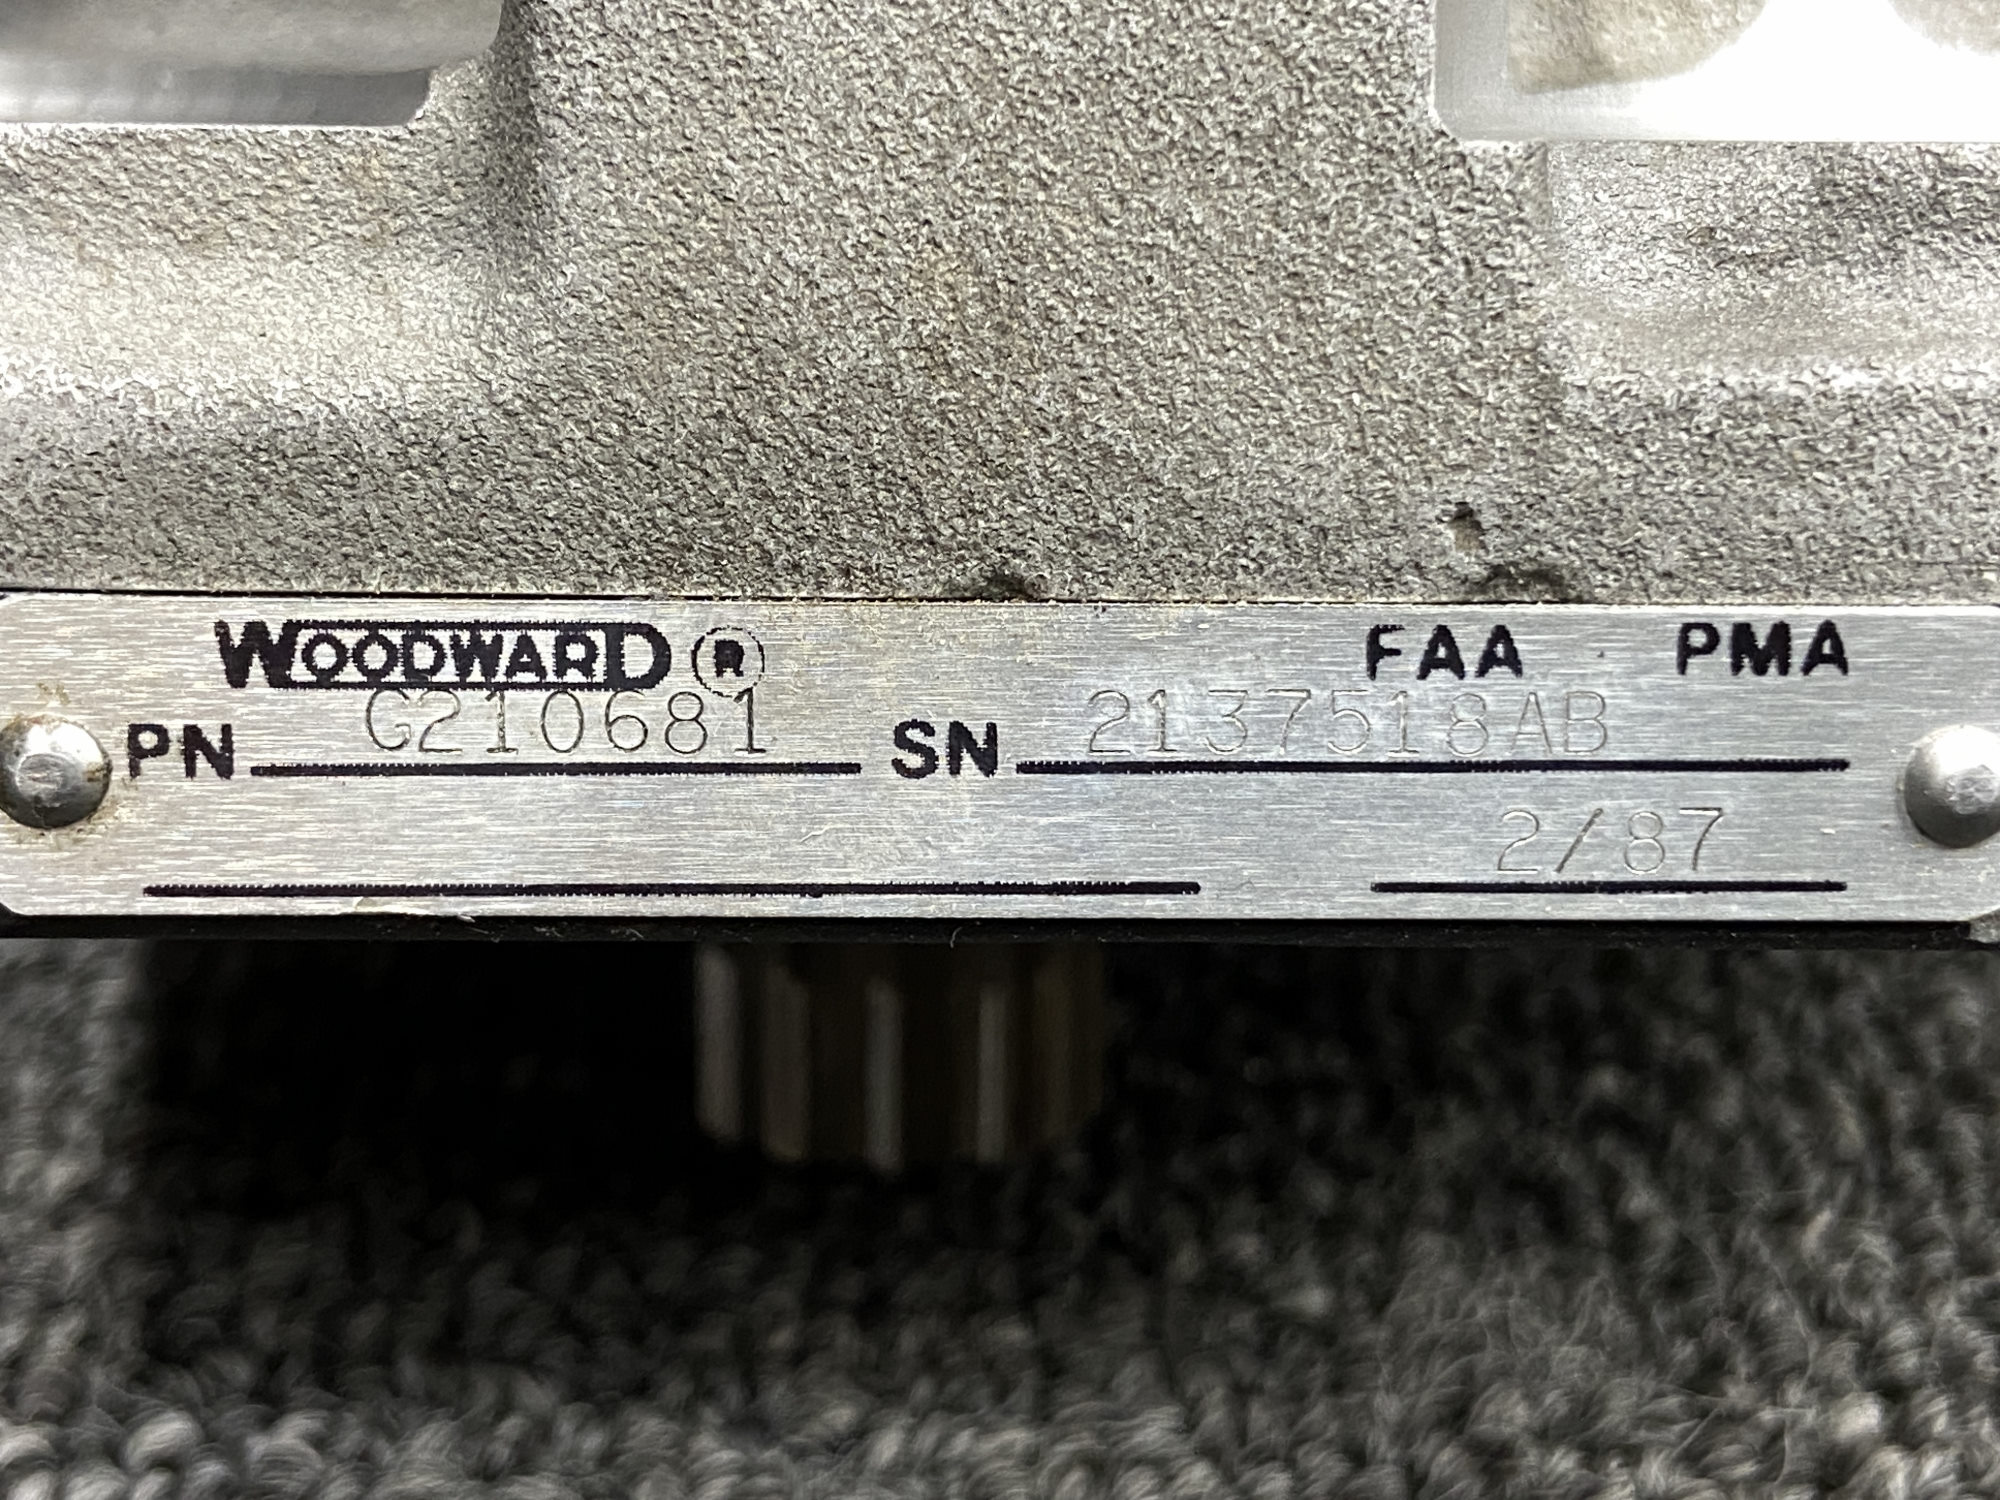 WOODWARD ® FAA PMA
PN G210681 SN 2137518AB
2/87